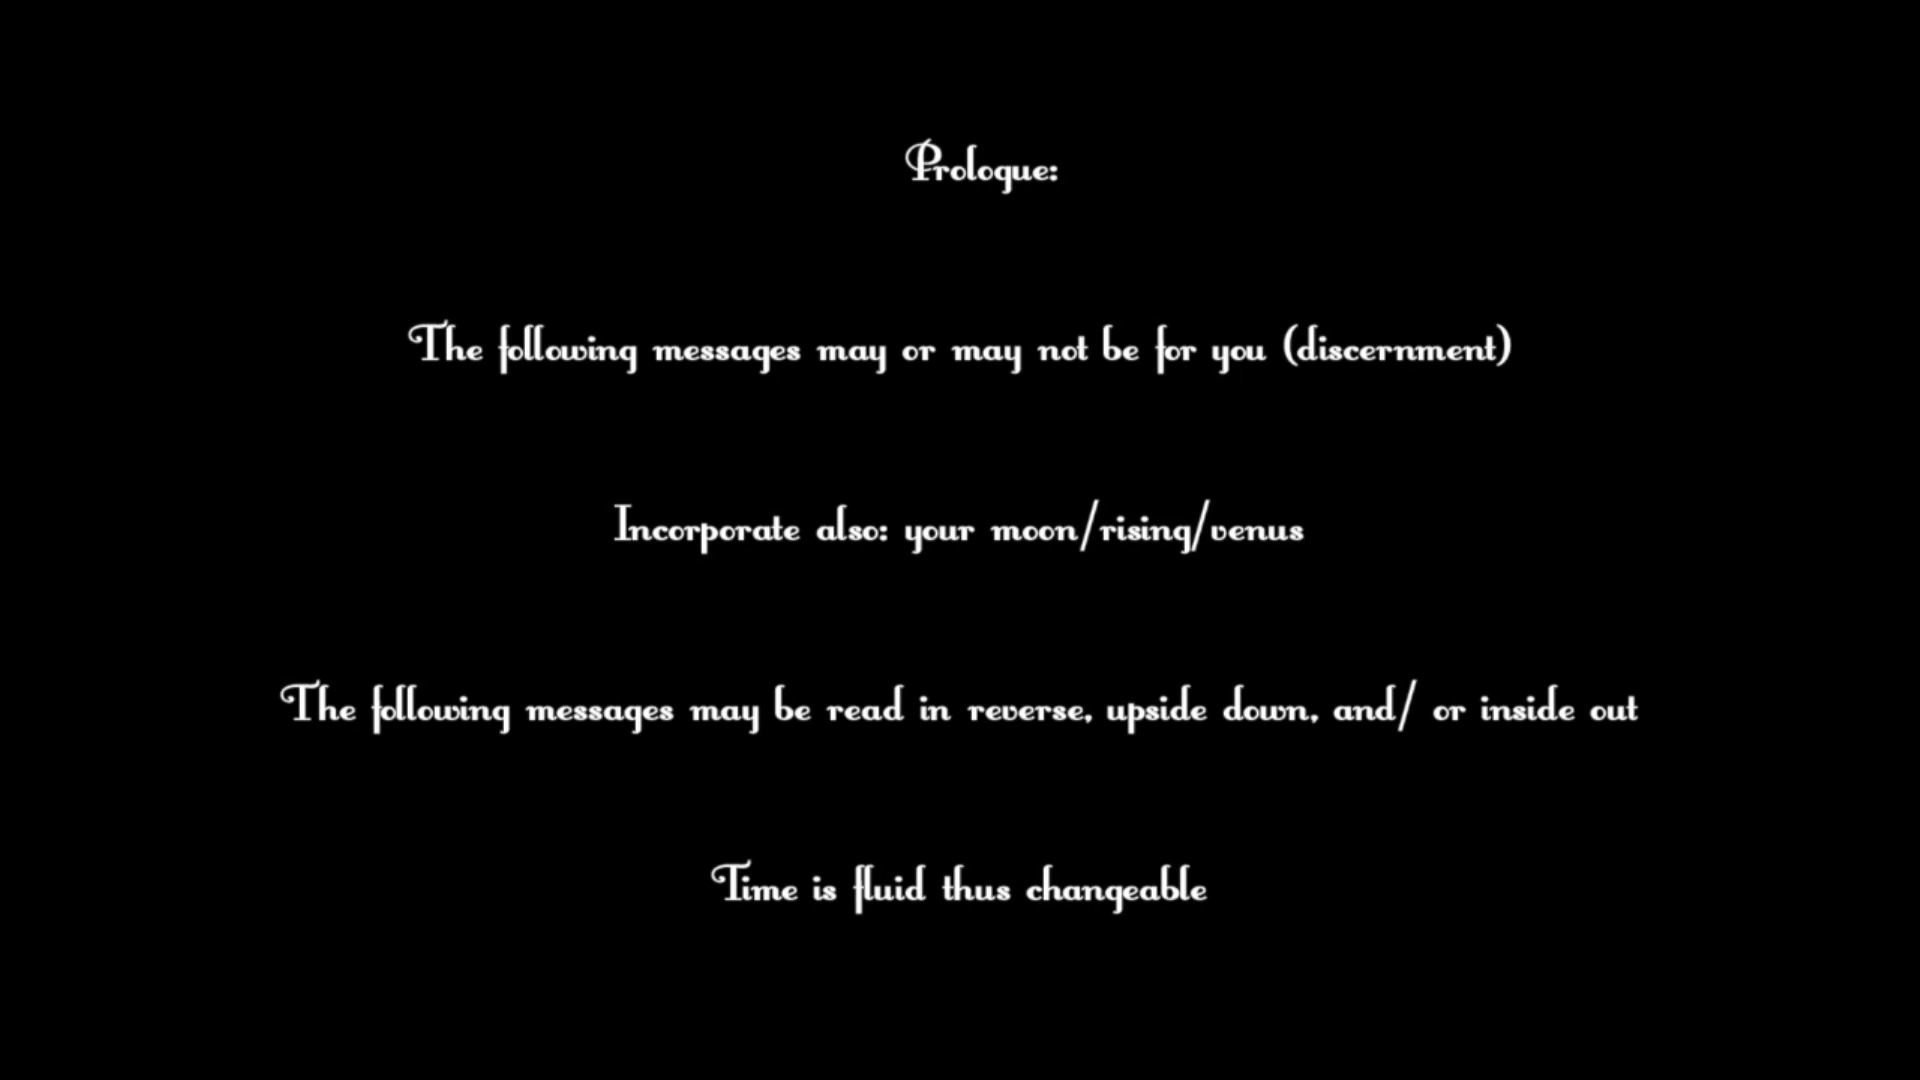 Prologue:
The following messages may or may not be for you (discernment)
Incorporate also: your moon/rising/venus
The following messages may be read in reverse, upside down, and/ or inside out
Time is fluid thus changeable